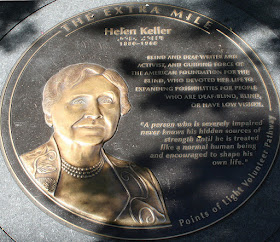 THE EXTRA MILE
Helen Keller
1880-1968
BLIND AND DEAF WRITER AND
ACTIVIST, AND GUIDING VOICE OF
THE AMERICAN FOUNDATION FOR THE
BLIND, WHO DEVOTED HER LIFE TO
EXPANDING POSSIBILITIES FOR PEOPLE
WHO ARE DEAF-BLIND, BLIND,
OR HAVE LOW VISION.
"A person who is severely impaired
never knows his hidden sources of
strength until he is treated
like a normal human being
and encouraged to shape his
own life."
Points of Light Volunteer Pathway